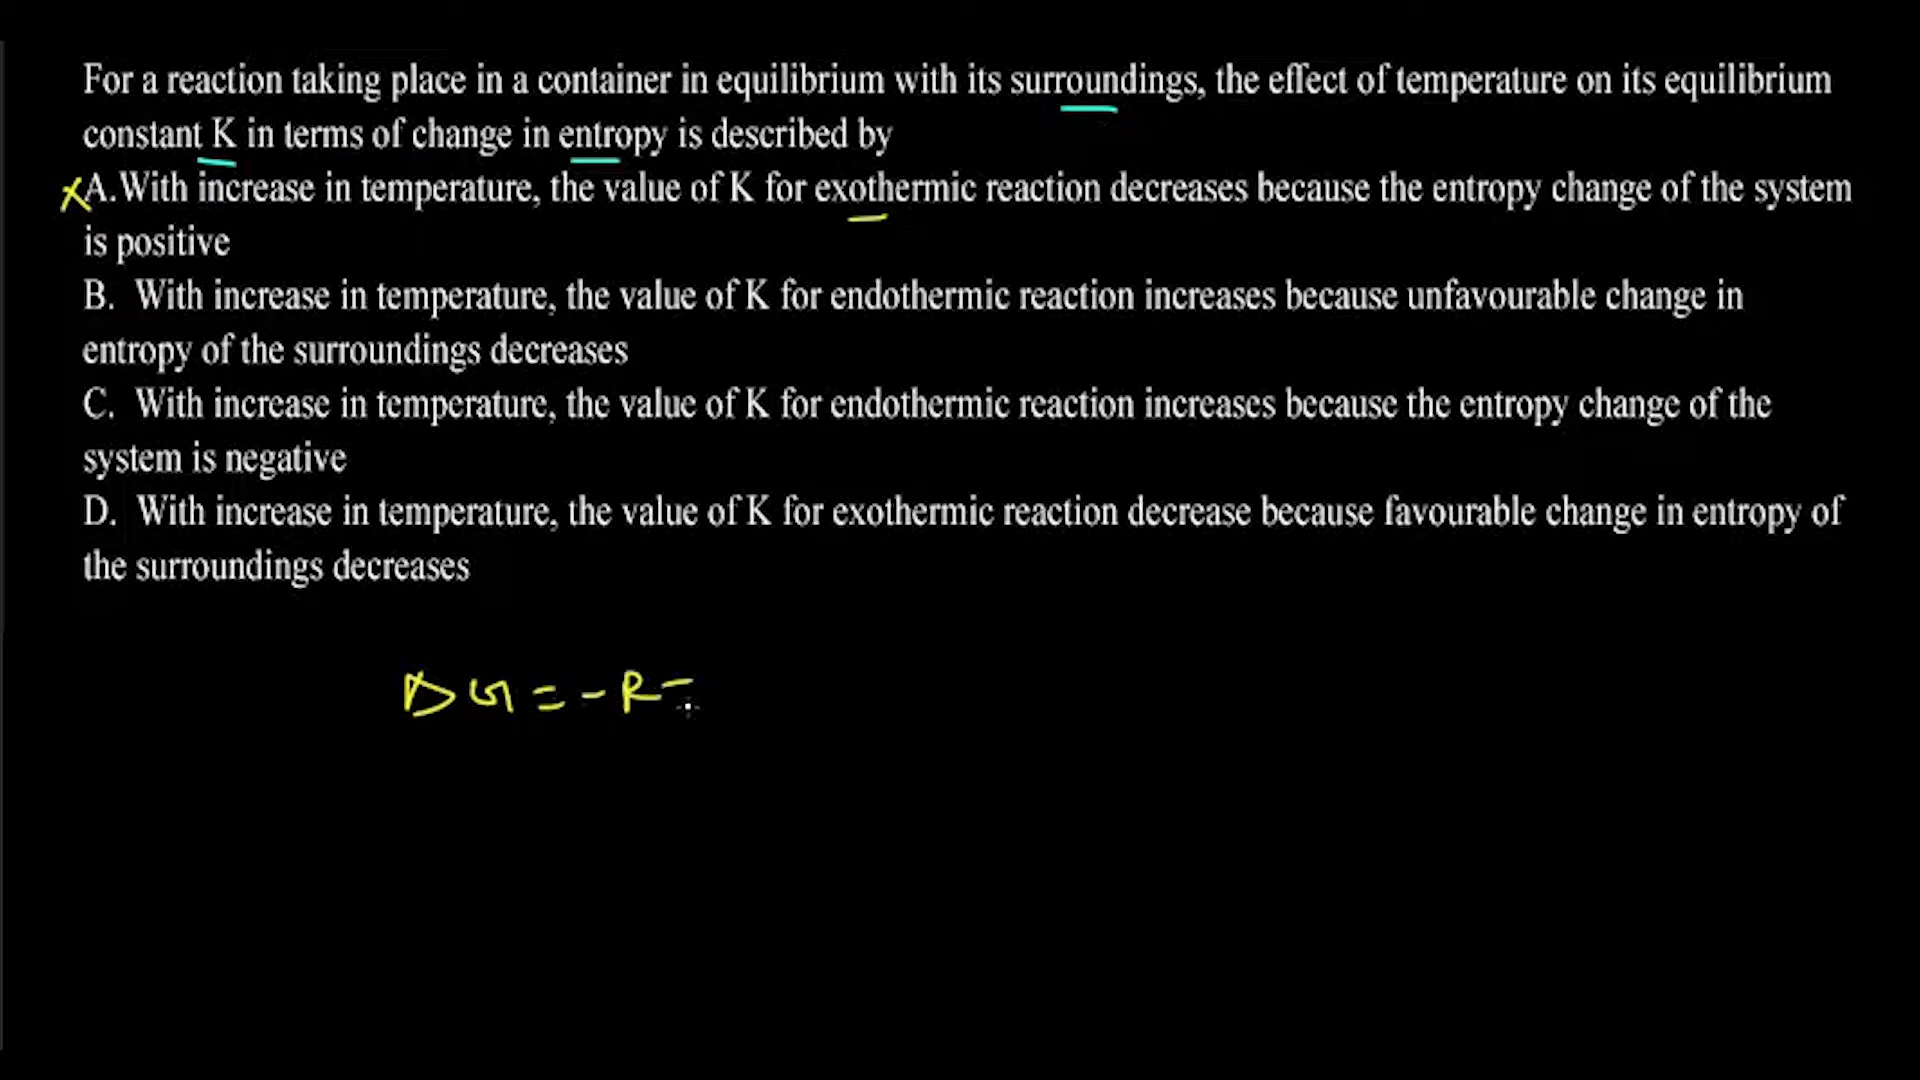 For a reaction taking place in a container in equilibrium with its surroundings, the effect of temperature on its equilibrium
constant K in terms of change in entropy is described by
xA.With increase in temperature, the value of K for exothermic reaction decreases because the entropy change of the system
is positive
B. With increase in temperature, the value of K for endothermic reaction increases because unfavourable change in
entropy of the surroundings decreases
C. With increase in temperature, the value of K for endothermic reaction increases because the entropy change of the
system is negative
D. With increase in temperature, the value of K for exothermic reaction decrease because favourable change in entropy of
the surroundings decreases
ΔG = -R